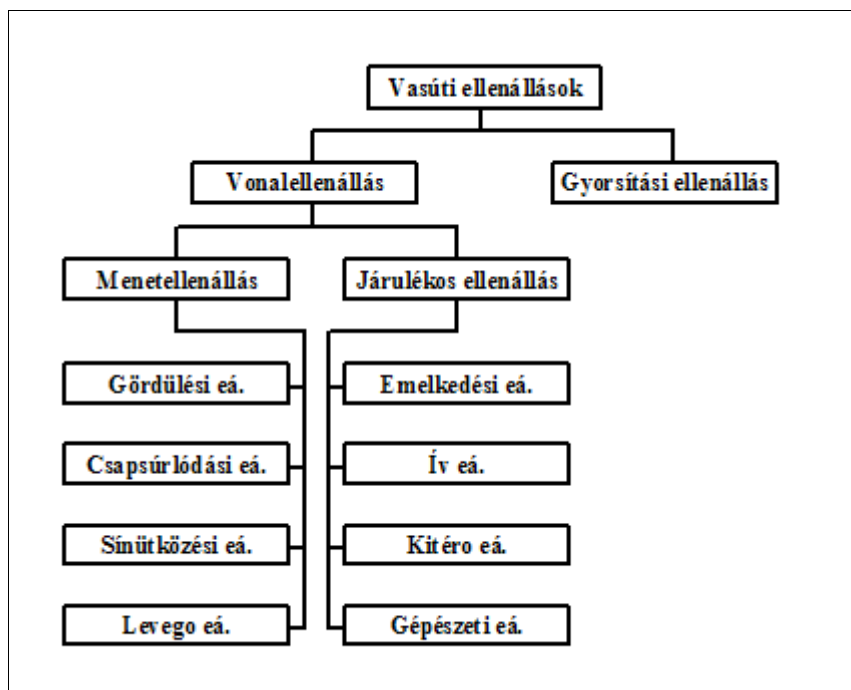 Vasúti ellenállások
Vonalellenállás
Gyorsítási ellenállás
Menetellenállás
Járulékos ellenállás
Gördülési eá.
Emelkedési eá.
Csapsúrlódási eá.
Ív eá.
Sínütközési eá.
Kitéro eá.
Levego eá.
Gépészeti eá.